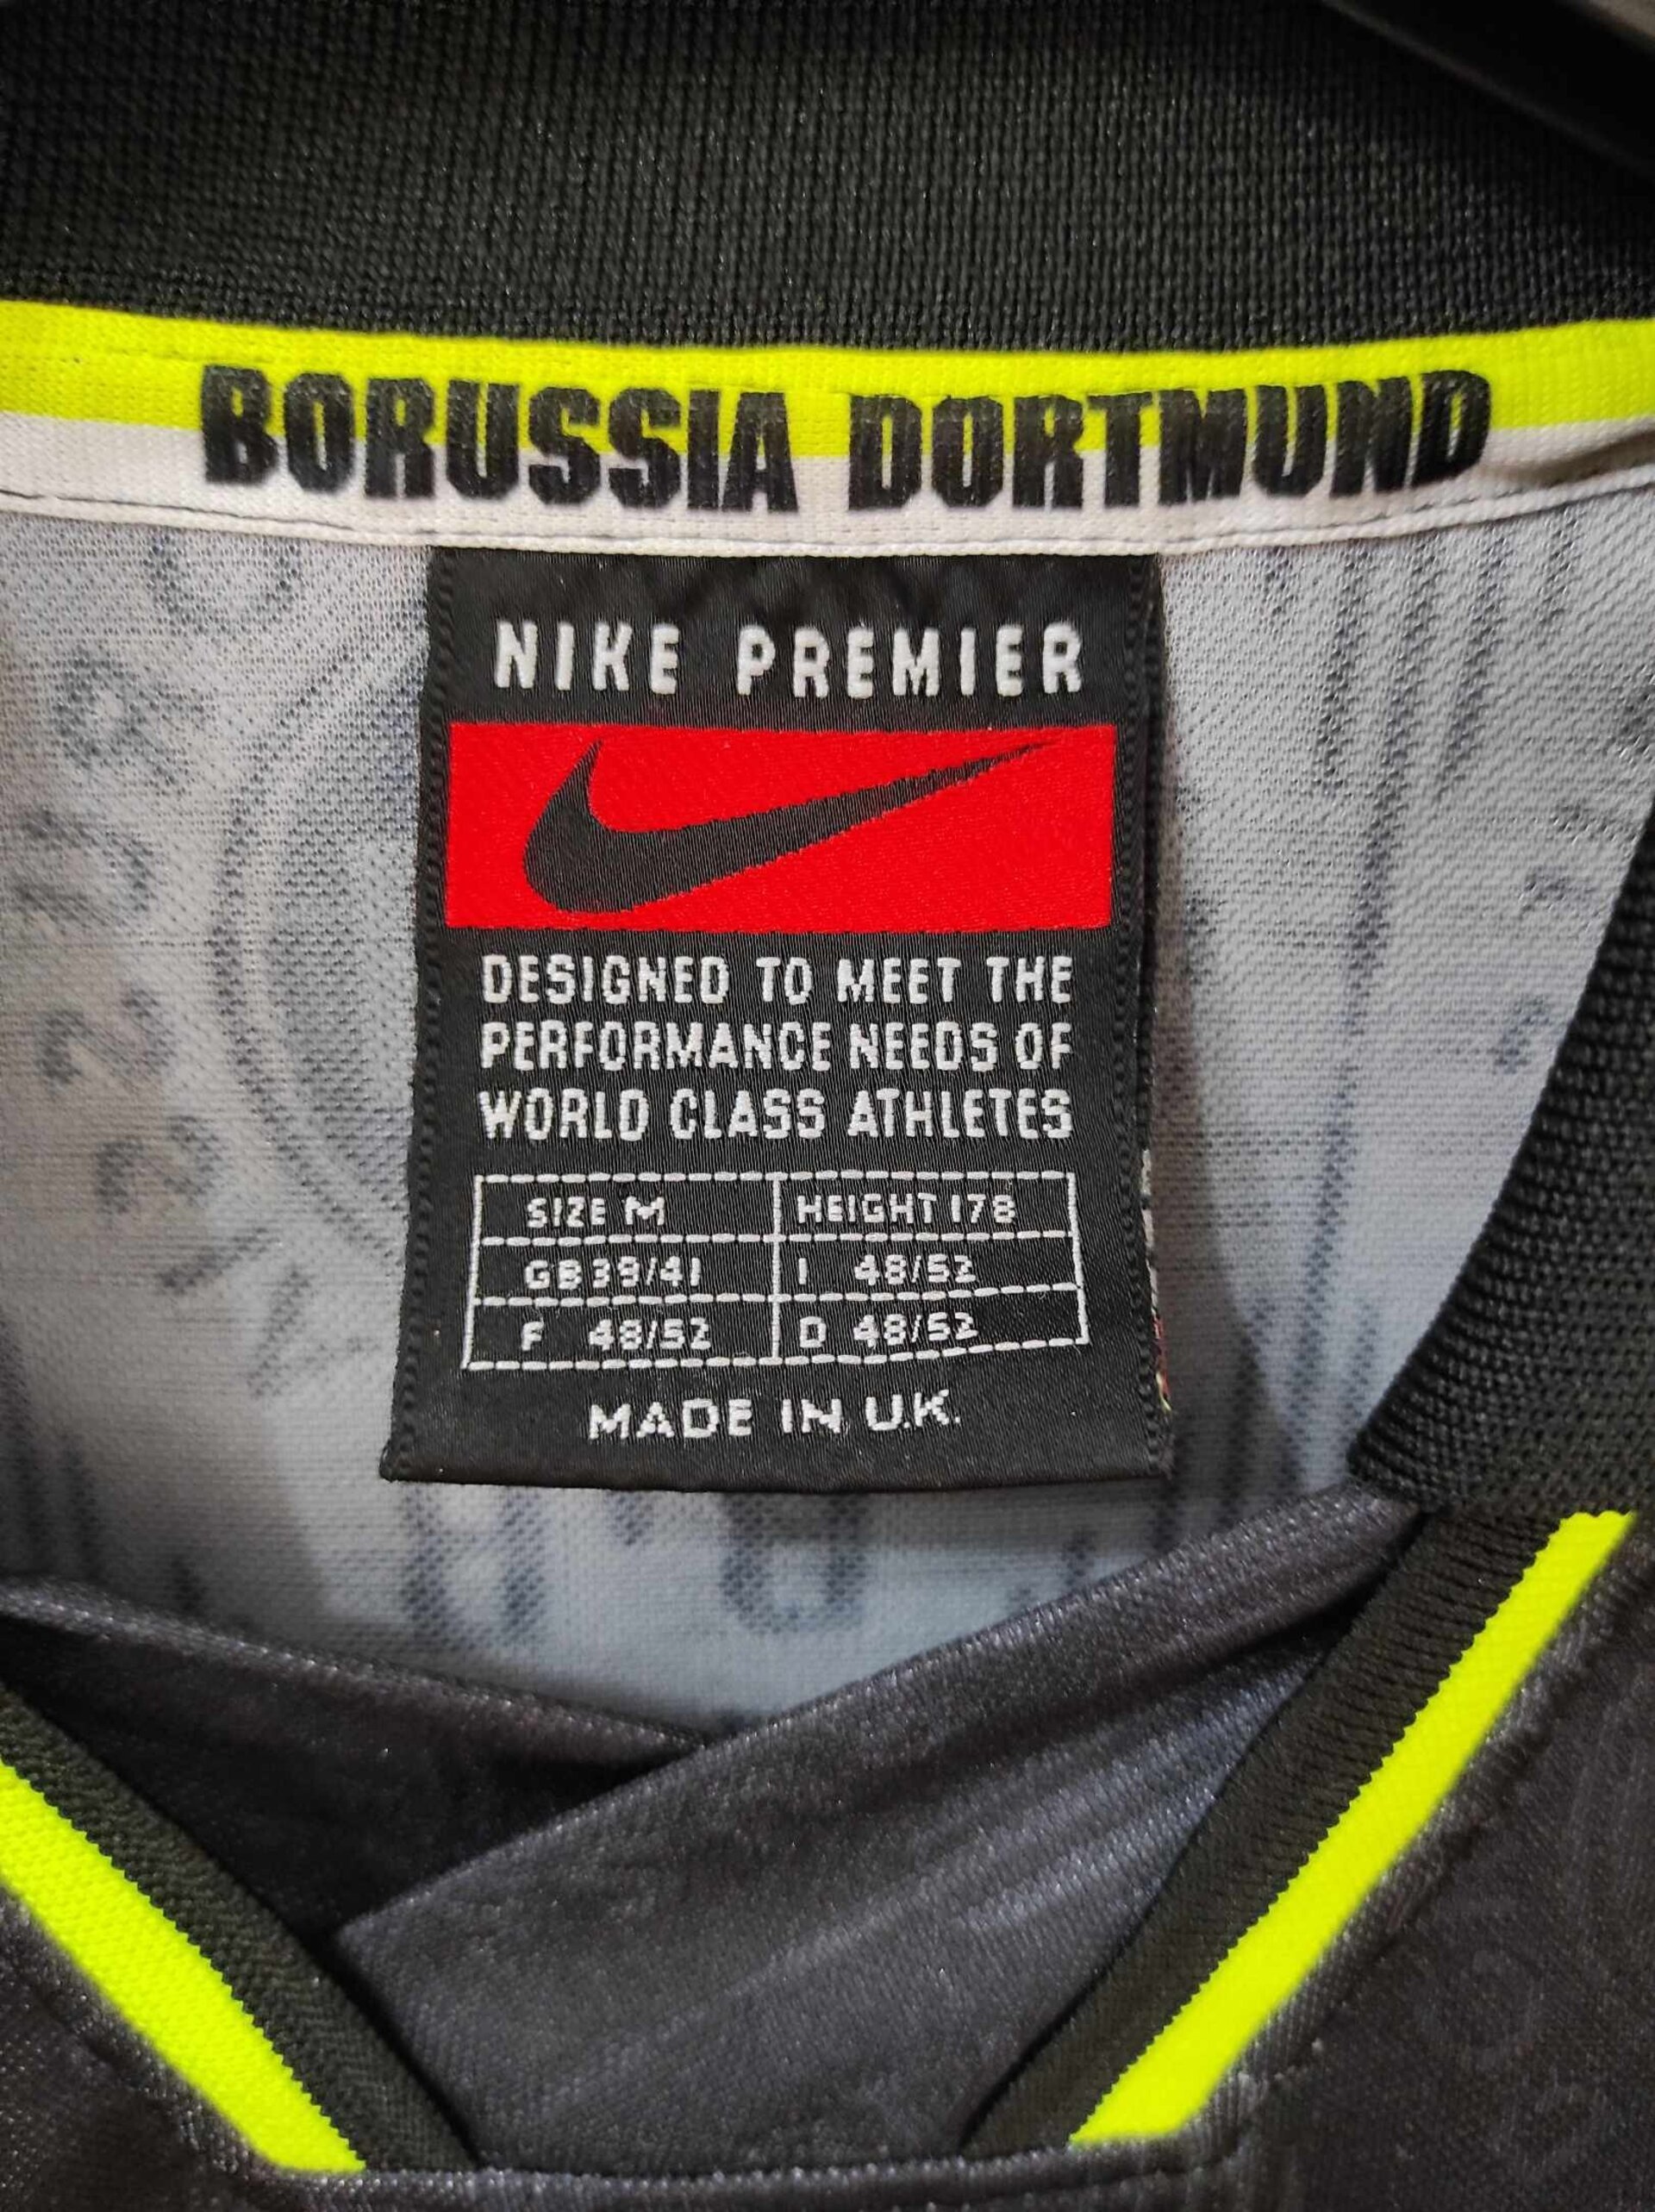 BORUSSIA DORTMUND
NIKE PREMIER
DESIGNED TO MEET THE
PERFORMANCE NEEDS OF
WORLD CLASS ATHLETES
SIZE M HEIGHT 178
GB 39/41 I 48/52
F 48/52 D 48/52
MADE IN U.K.